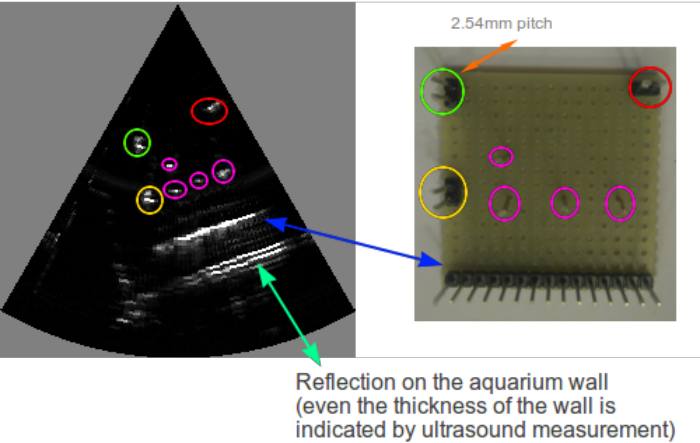 2.54mm pitch
Reflection on the aquarium wall
(even the thickness of the wall is
indicated by ultrasound measurement)